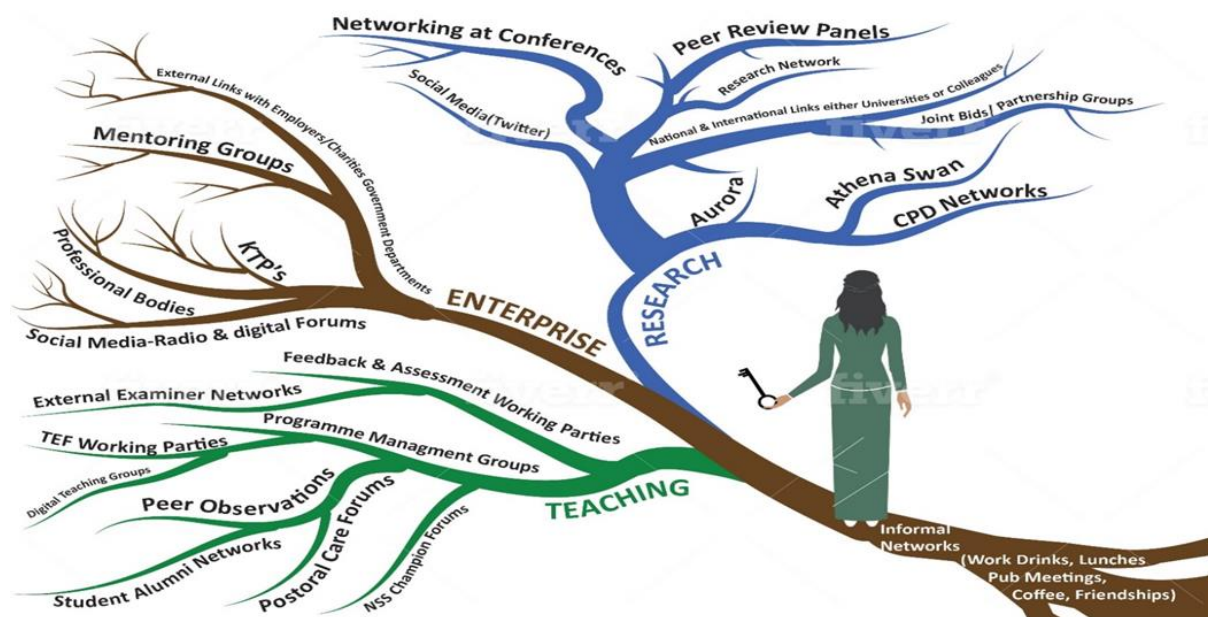 Networking at Conferences
Social Media(Twitter)
Peer Review Panels
Research Network
National & International Links either Universities or Colleagues
Joint Bids/ Partnership Groups
Aurora
Athena Swan
CPD Networks
RESEARCH
External Links with Employers/Charities Government Departments
Mentoring Groups
KTP's
Professional Bodies
Social Media-Radio & digital Forums
ENTERPRISE
Feedback & Assessment Working Parties
External Examiner Networks
Programme Managment Groups
TEF Working Parties
Digital Teaching Groups
Peer Observations
Student Alumni Networks
Postoral Care Forums
NSS Champion Forums
TEACHING
Informal
Networks
(Work Drinks, Lunches
Pub Meetings,
Coffee, Friendships)
fiverr
fiverr
fiverr
fiverr